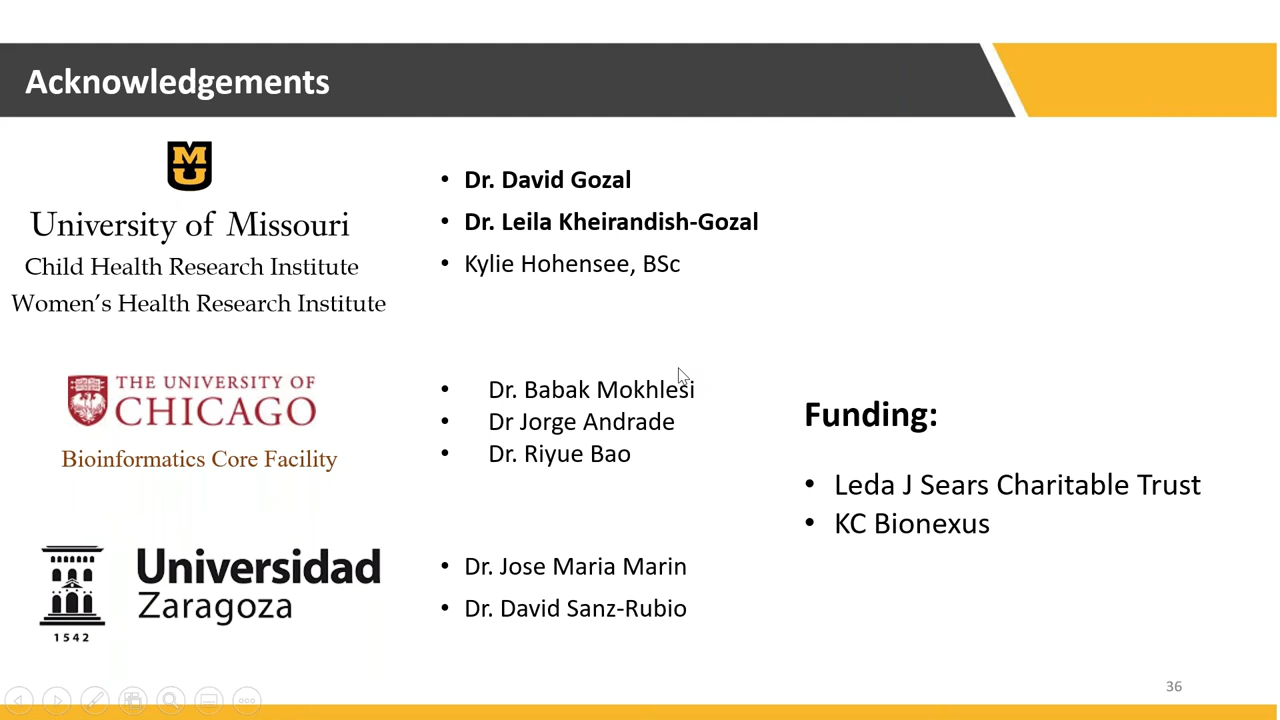 Acknowledgements
MU
University of Missouri
Child Health Research Institute
Women's Health Research Institute
• Dr. David Gozal
• Dr. Leila Kheirandish-Gozal
• Kylie Hohensee, BSc
THE UNIVERSITY OF
CHICAGO
Bioinformatics Core Facility
• Dr. Babak Mokhlesi
• Dr Jorge Andrade
• Dr. Riyue Bao
Funding:
• Leda J Sears Charitable Trust
• KC Bionexus
Universidad
Zaragoza
1542
• Dr. Jose Maria Marin
• Dr. David Sanz-Rubio
36